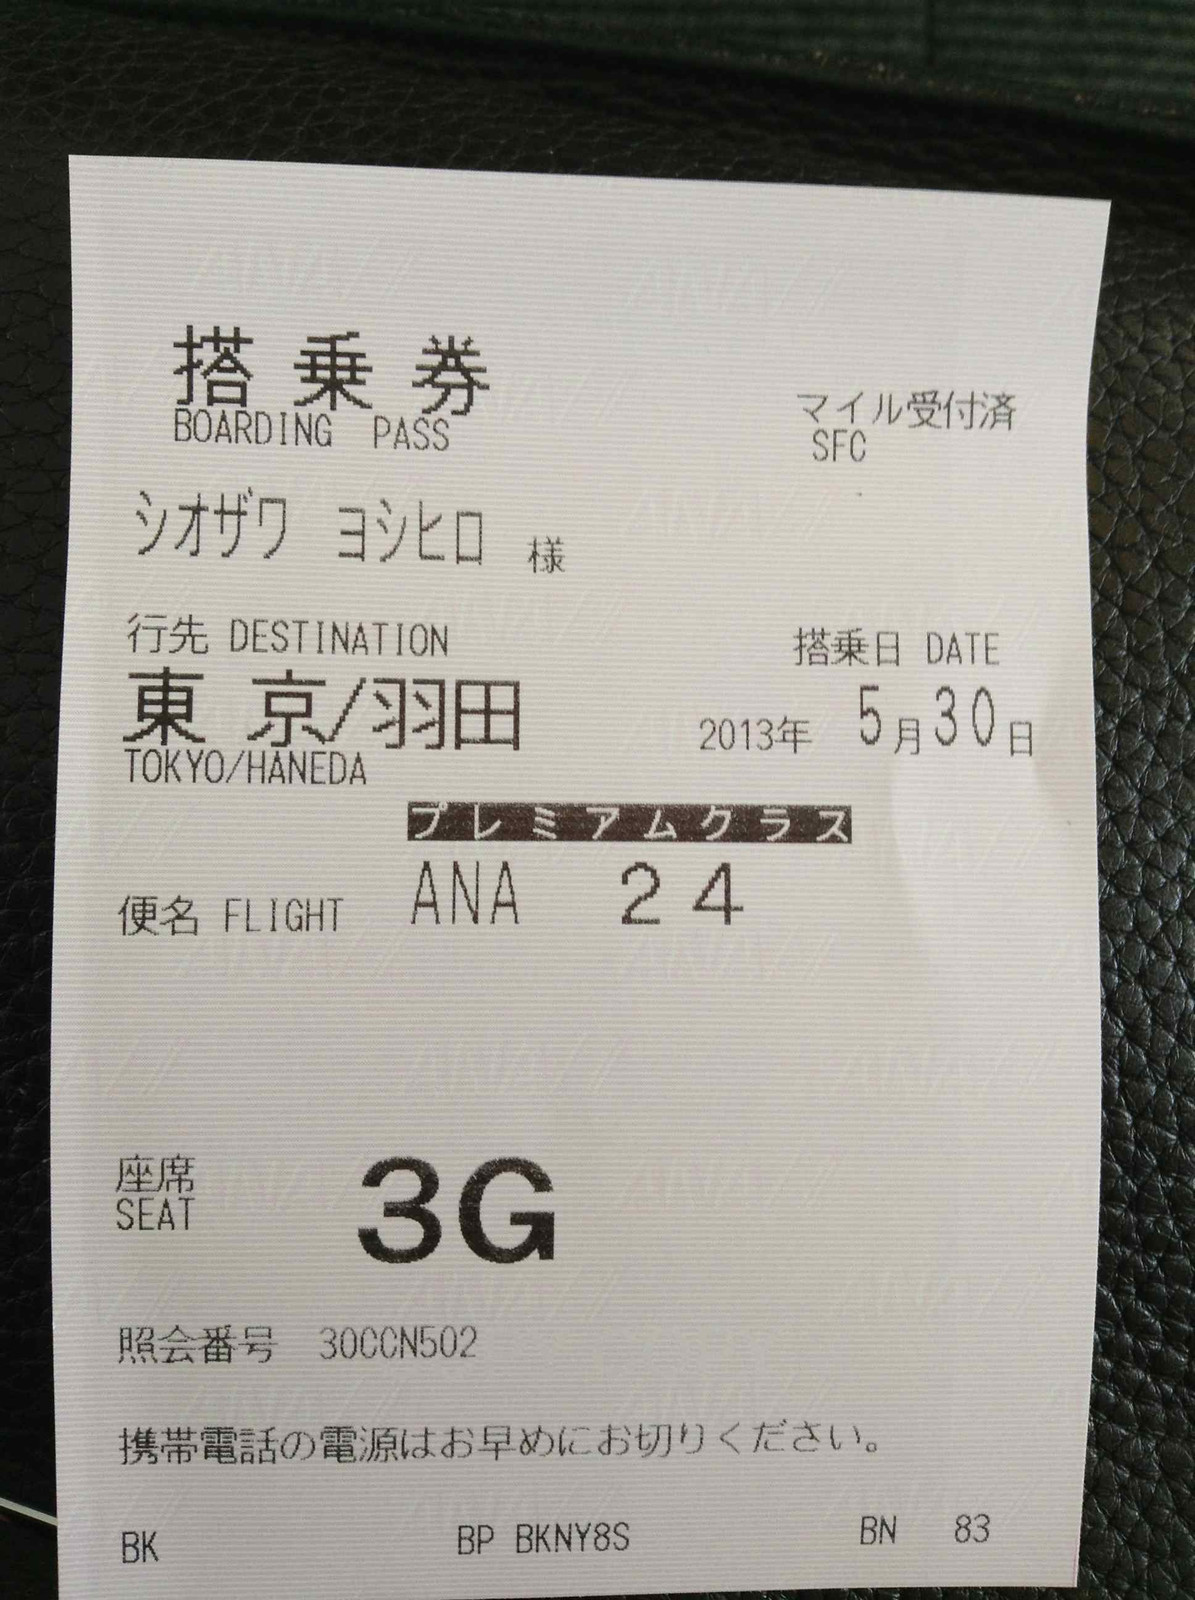 搭乗券
BOARDING PASS
マイル受付済
SFC
シオザワ ヨシヒロ 様
行先 DESTINATION
搭乗日 DATE
東 京/羽田
2013年 5月30日
TOKYO/HANEDA
プレミアムクラス
便名 FLIGHT ANA 24
座席
SEAT
3G
照会番号 30CCN502
携帯電話の電源はお早めにお切りください。
BK BP BKNY8S BN 83